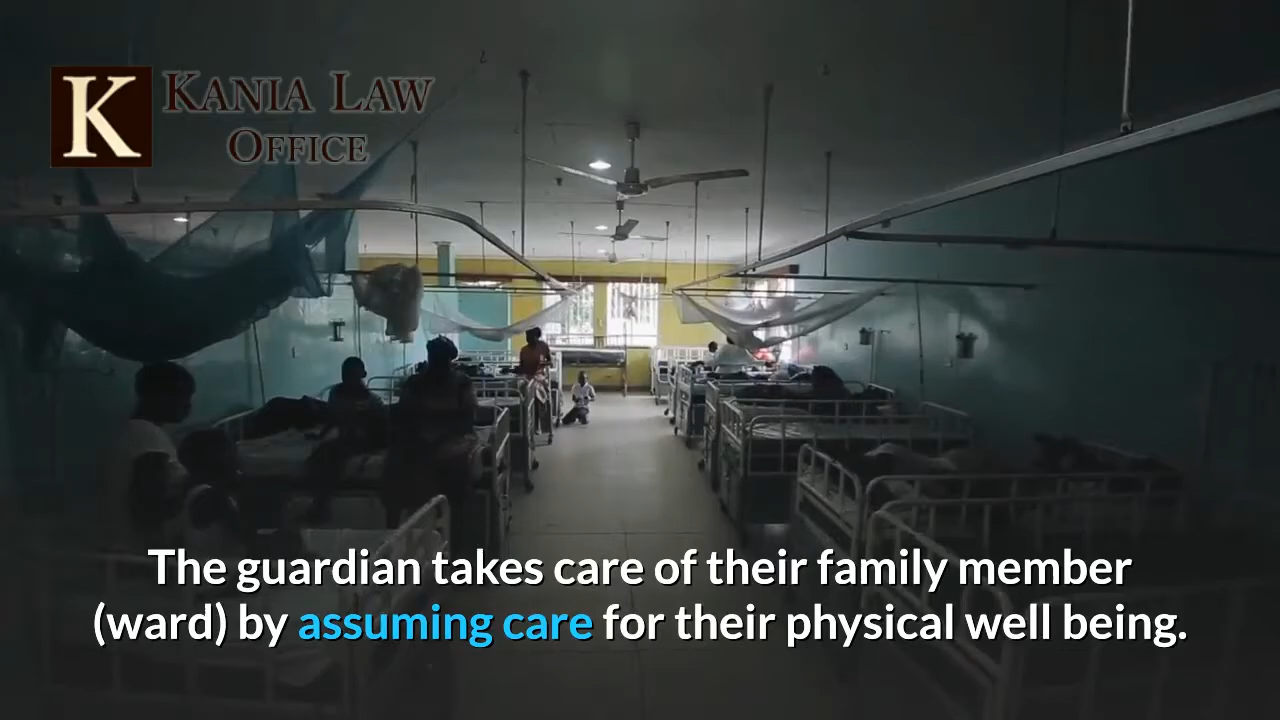 K
KANIA LAW
OFFICE
The guardian takes care of their family member
(ward) by assuming care for their physical well being.